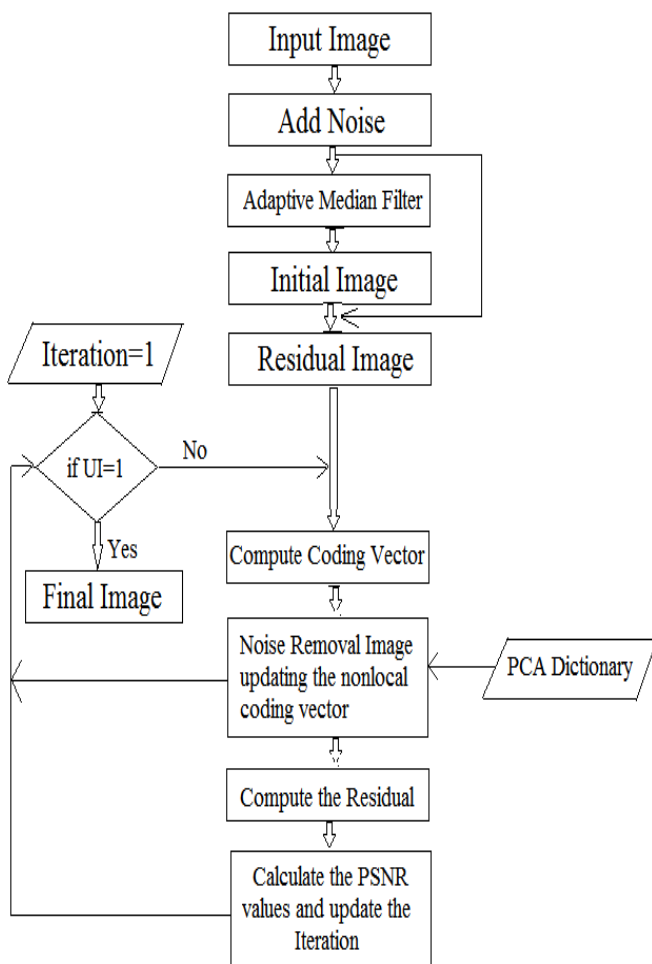 Input Image
Add Noise
Adaptive Median Filter
Initial Image
Residual Image
Iteration=1
if UI=1
No
Yes
Final Image
Compute Coding Vector
Noise Removal Image
updating the nonlocal
coding vector
PCA Dictionary
Compute the Residual
Calculate the PSNR
values and update the
Iteration